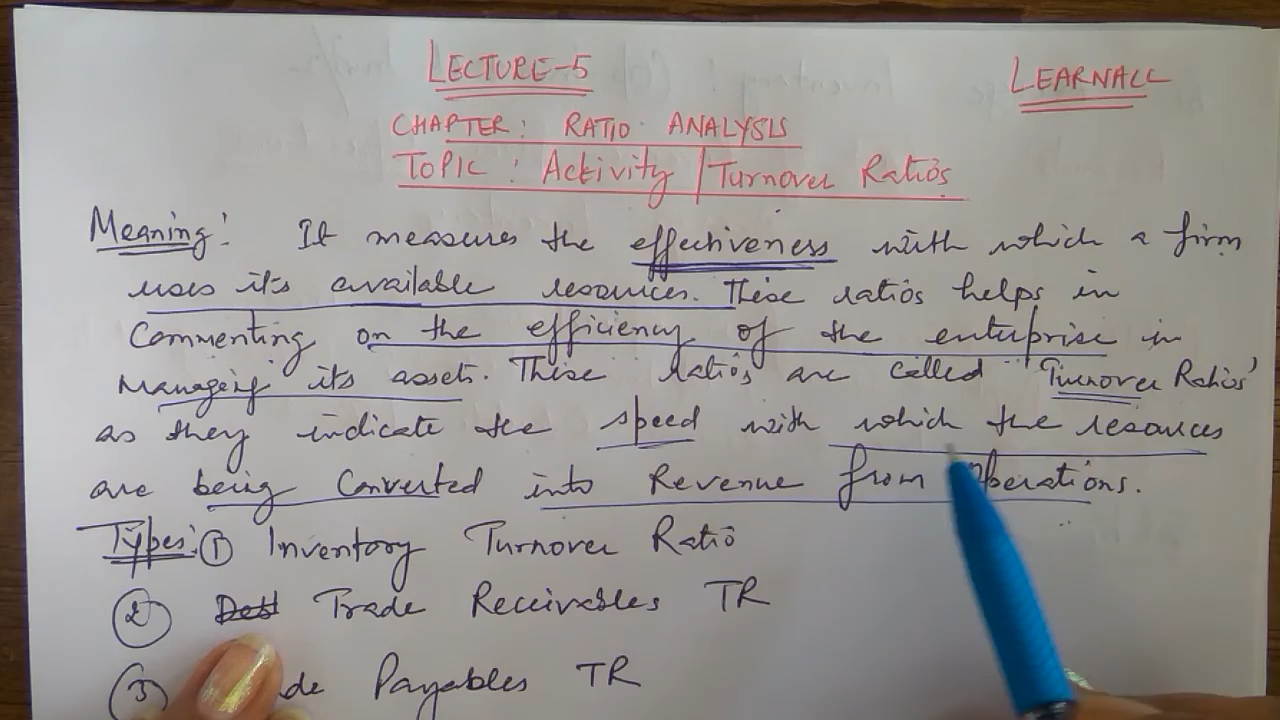 LECTURE-5
LEARNALL
CHAPTER: RATIO ANALYSIS
TOPIC: Activity/Turnover Ratios
Meaning: It measures the effectiveness with which a firm
uses it's available resources. These ratios helps in
Commenting on the efficiency of the enterprise in
Managing its assets. These ratios are called "Turnover Ratios"
as they indicate the speed with which the resources
are being Converted into Revenue from Operations.
Types: ① Inventory Turnover Ratio
② Trade Receivables TR
③ de Payables TR